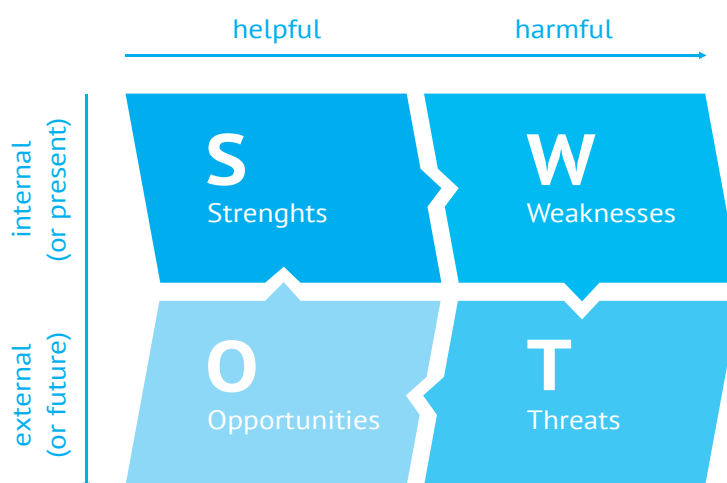 helpful
harmful
internal
(or present)
S
Strenghts
W
Weaknesses
external
(or future)
O
Opportunities
T
Threats